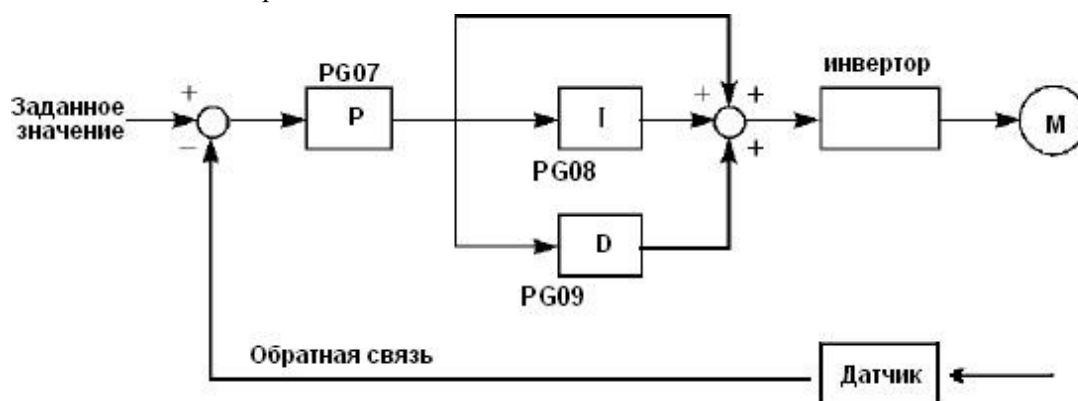 PG07
инвертор
Заданное
значение
+
−
P
I
+
+
+
M
PG08
D
PG09
Обратная связь
Датчик